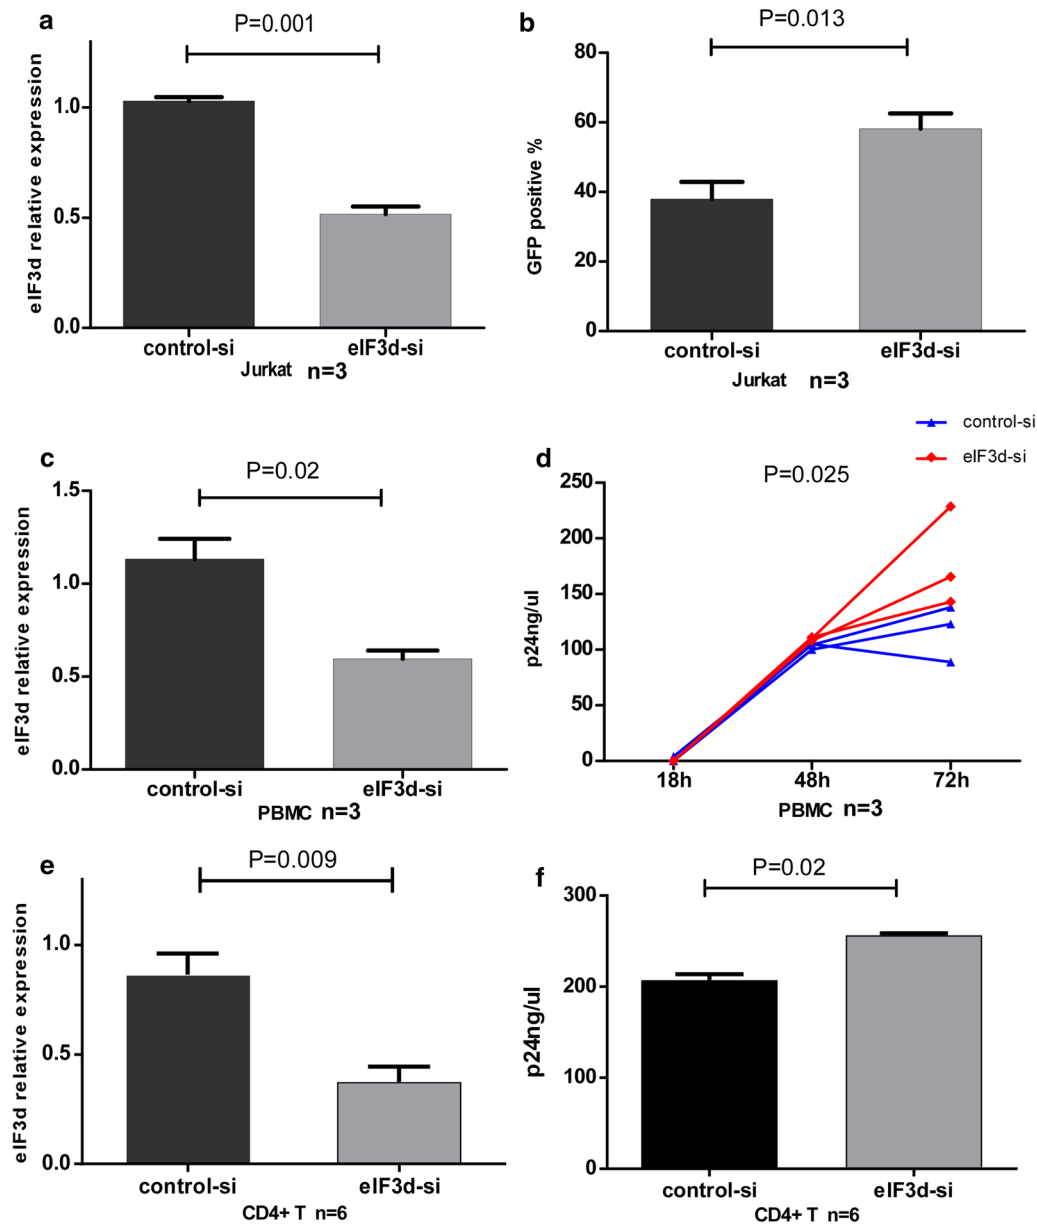 a
P=0.001
eIF3d relative expression
1.0
0.5
0.0
control-si
eIF3d-si
Jurkat n=3
b
P=0.013
GFP positive %
80
60
40
20
0
control-si
eIF3d-si
Jurkat n=3
c
P=0.02
eIF3d relative expression
1.5
1.0
0.5
0.0
control-si
eIF3d-si
PBMC n=3
control-si
eIF3d-si
d
P=0.025
p24ng/ul
250
200
150
100
50
0
18h
48h
72h
PBMC n=3
e
P=0.009
eIF3d relative expression
1.0
0.5
0.0
control-si
eIF3d-si
CD4+ T n=6
f
P=0.02
p24ng/ul
300
200
100
0
control-si
eIF3d-si
CD4+ T n=6